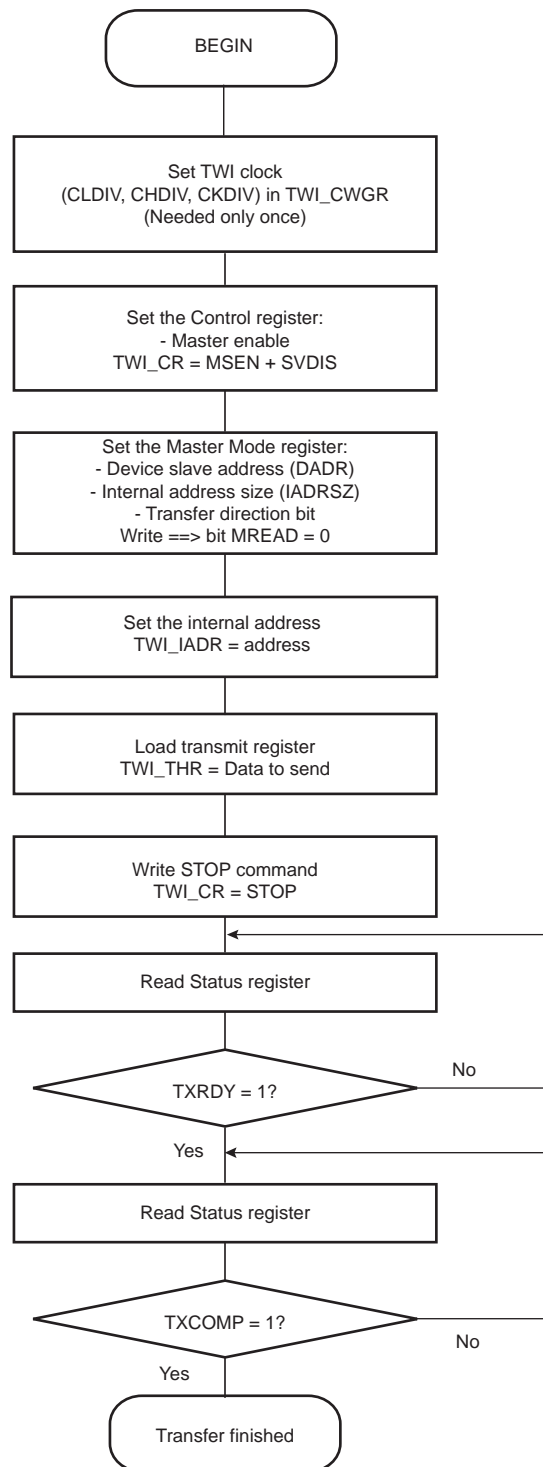 BEGIN
Set TWI clock
(CLDIV, CHDIV, CKDIV) in TWI_CWGR
(Needed only once)
Set the Control register:
- Master enable
TWI_CR = MSEN + SVDIS
Set the Master Mode register:
- Device slave address (DADR)
- Internal address size (IADRSZ)
- Transfer direction bit
Write ==> bit MREAD = 0
Set the internal address
TWI_IADR = address
Load transmit register
TWI_THR = Data to send
Write STOP command
TWI_CR = STOP
Read Status register
TXRDY = 1?
No
Yes
Read Status register
TXCOMP = 1?
No
Yes
Transfer finished